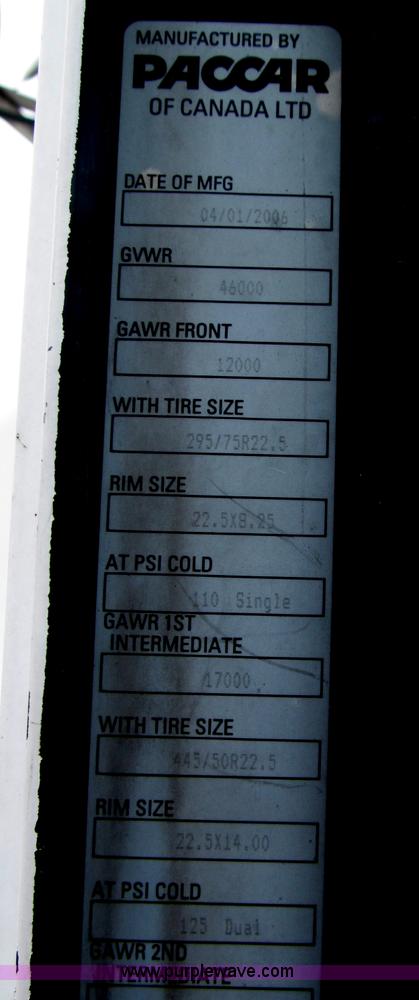 MANUFACTURED BY
PACCAR
OF CANADA LTD
DATE OF MFG
04/01/2006
GVWR
46000
GAWR FRONT
12000
WITH TIRE SIZE
295/75R22.5
RIM SIZE
22.5X8.25
AT PSI COLD
110 Single
GAWR 1ST
INTERMEDIATE
17000
WITH TIRE SIZE
445/50R22.5
RIM SIZE
22.5X14.00
AT PSI COLD
125 Dual
GAWR 2ND
INTERMEDIATE
www.purplewave.com